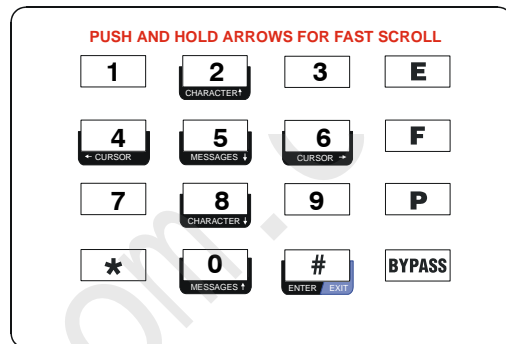 PUSH AND HOLD ARROWS FOR FAST SCROLL
1 2 3 E
CHARACTER↑
4 5 6 F
← CURSOR MESSAGES ↓ CURSOR →
7 8 9 P
CHARACTER ↓
* 0 # BYPASS
MESSAGES ↑ ENTER EXIT